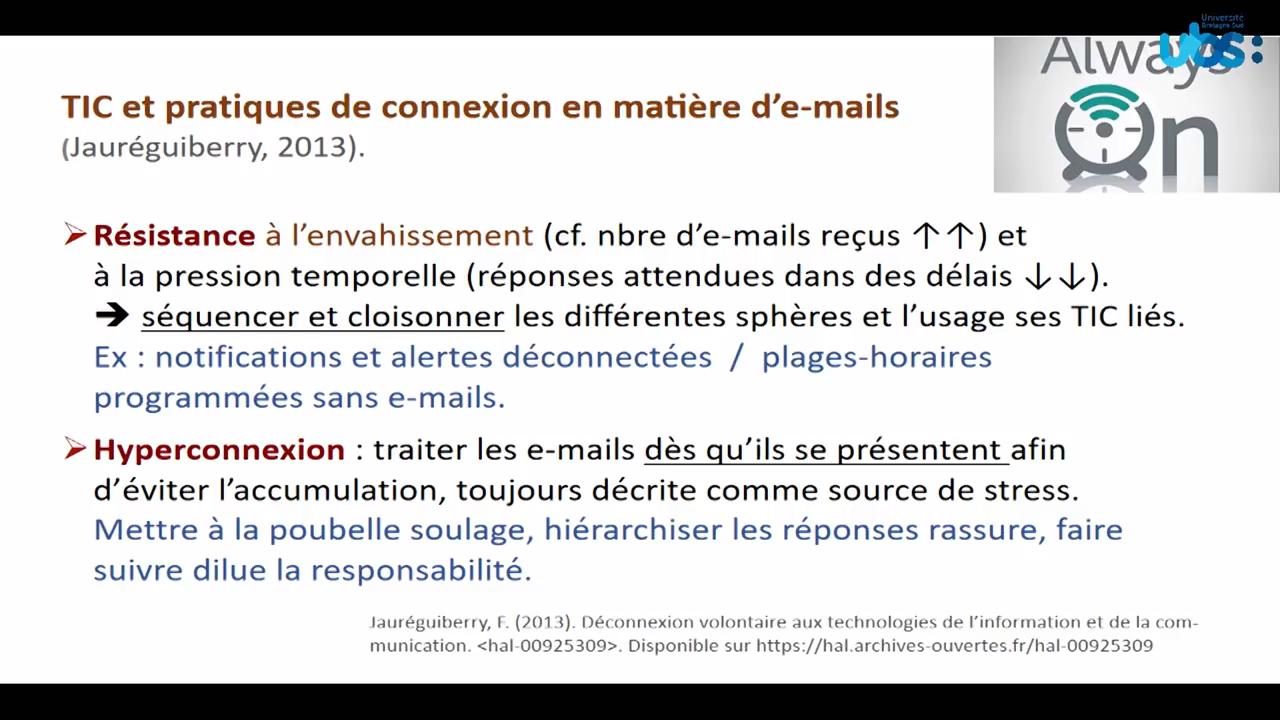 Université
Bretagne Sud
ubs:
Always
On
TIC et pratiques de connexion en matière d’e-mails
(Jauréguiberry, 2013).
➢ Résistance à l’envahissement (cf. nbre d’e-mails reçus ↑↑) et
à la pression temporelle (réponses attendues dans des délais ↓↓).
➔ séquencer et cloisonner les différentes sphères et l’usage ses TIC liés.
Ex : notifications et alertes déconnectées / plages-horaires
programmées sans e-mails.
➢ Hyperconnexion : traiter les e-mails dès qu’ils se présentent afin
d’éviter l’accumulation, toujours décrite comme source de stress.
Mettre à la poubelle soulage, hiérarchiser les réponses rassure, faire
suivre dilue la responsabilité.
Jauréguiberry, F. (2013). Déconnexion volontaire aux technologies de l’information et de la com-
munication. <hal-00925309>. Disponible sur https://hal.archives-ouvertes.fr/hal-00925309